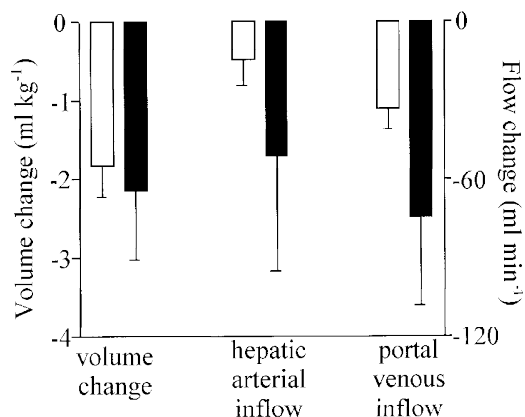 Volume change (ml kg⁻¹)
0
-1
-2
-3
-4
0
-60
-120
Flow change (ml min⁻¹)
volume
change
hepatic
arterial
inflow
portal
venous
inflow